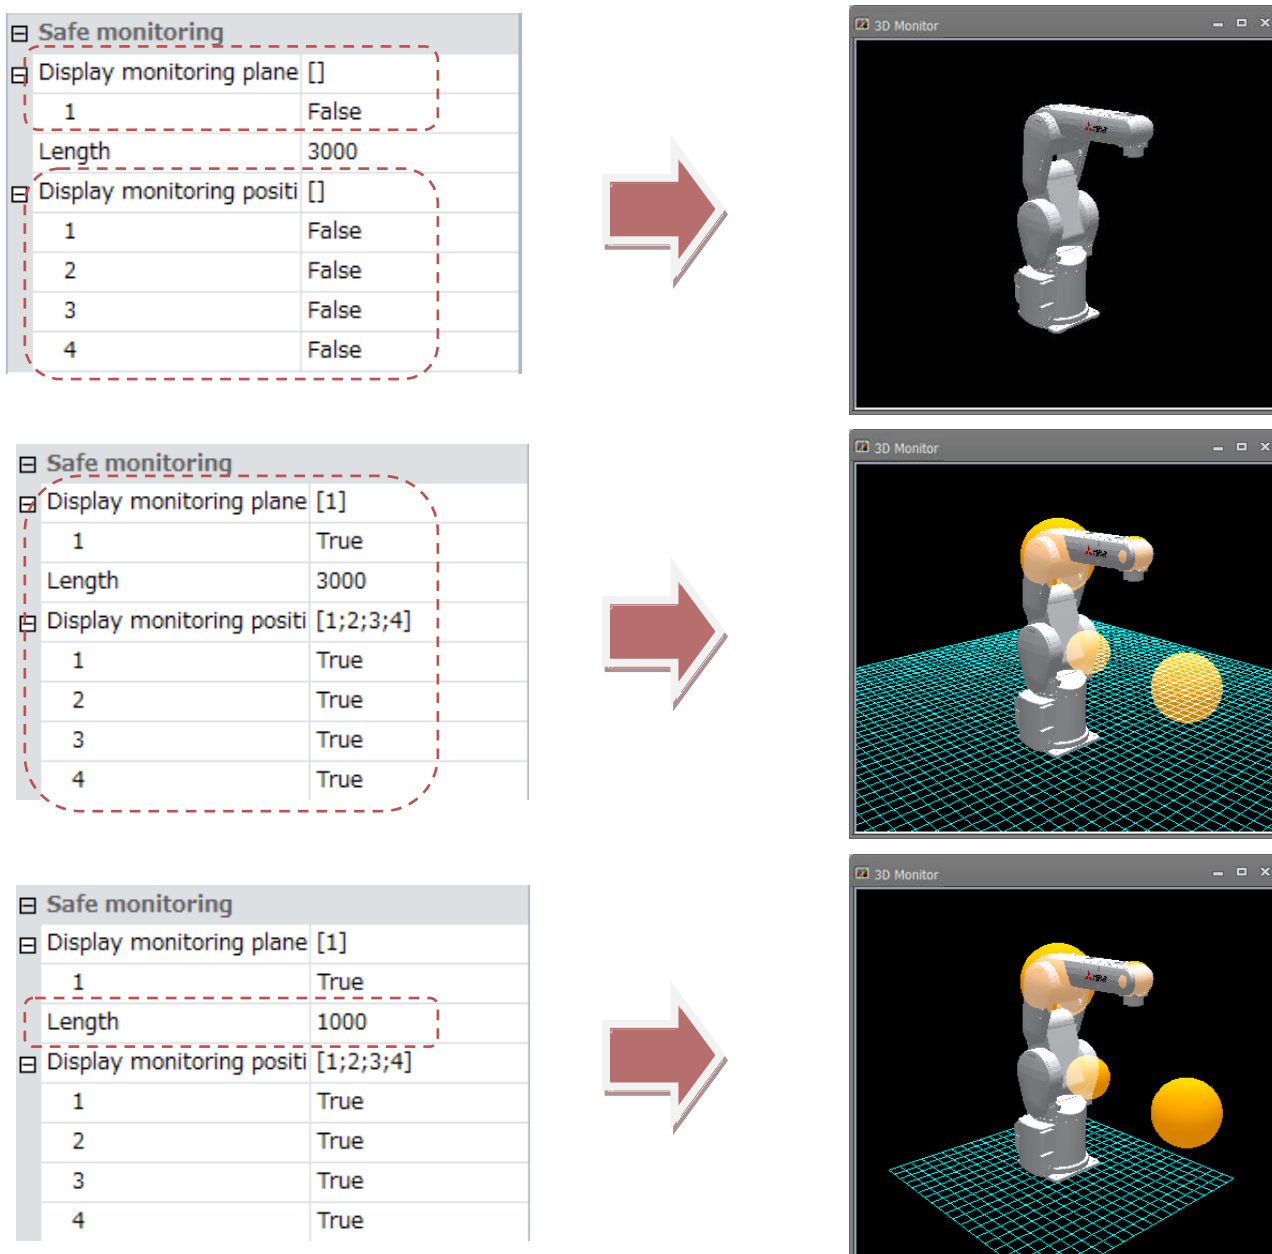 Safe monitoring
Display monitoring plane []
1 False
Length 3000
Display monitoring positi []
1 False
2 False
3 False
4 False
3D Monitor
Safe monitoring
Display monitoring plane [1]
1 True
Length 3000
Display monitoring positi [1;2;3;4]
1 True
2 True
3 True
4 True
3D Monitor
Safe monitoring
Display monitoring plane [1]
1 True
Length 1000
Display monitoring positi [1;2;3;4]
1 True
2 True
3 True
4 True
3D Monitor